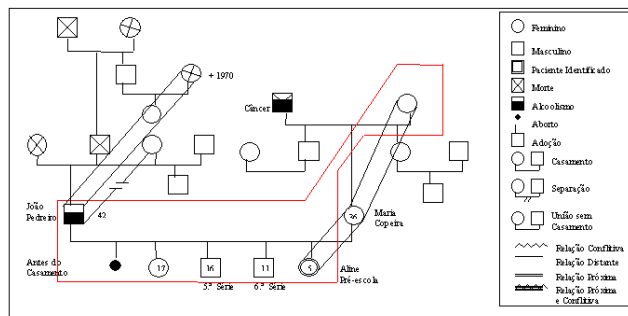 + 1970
Câncer
João
Pedreiro
42
36
Maria
Copeira
Antes do
Casamento
17
16
11
5
5.ª Série
6.ª Série
Aline
Pré-escola
Feminino
Masculino
Paciente Identificado
Morte
Alcoolismo
Aborto
Adoção
Casamento
Separação
União sem
Casamento
Relação Conflitiva
Relação Distante
Relação Próxima
Relação Próxima
e Conflitiva